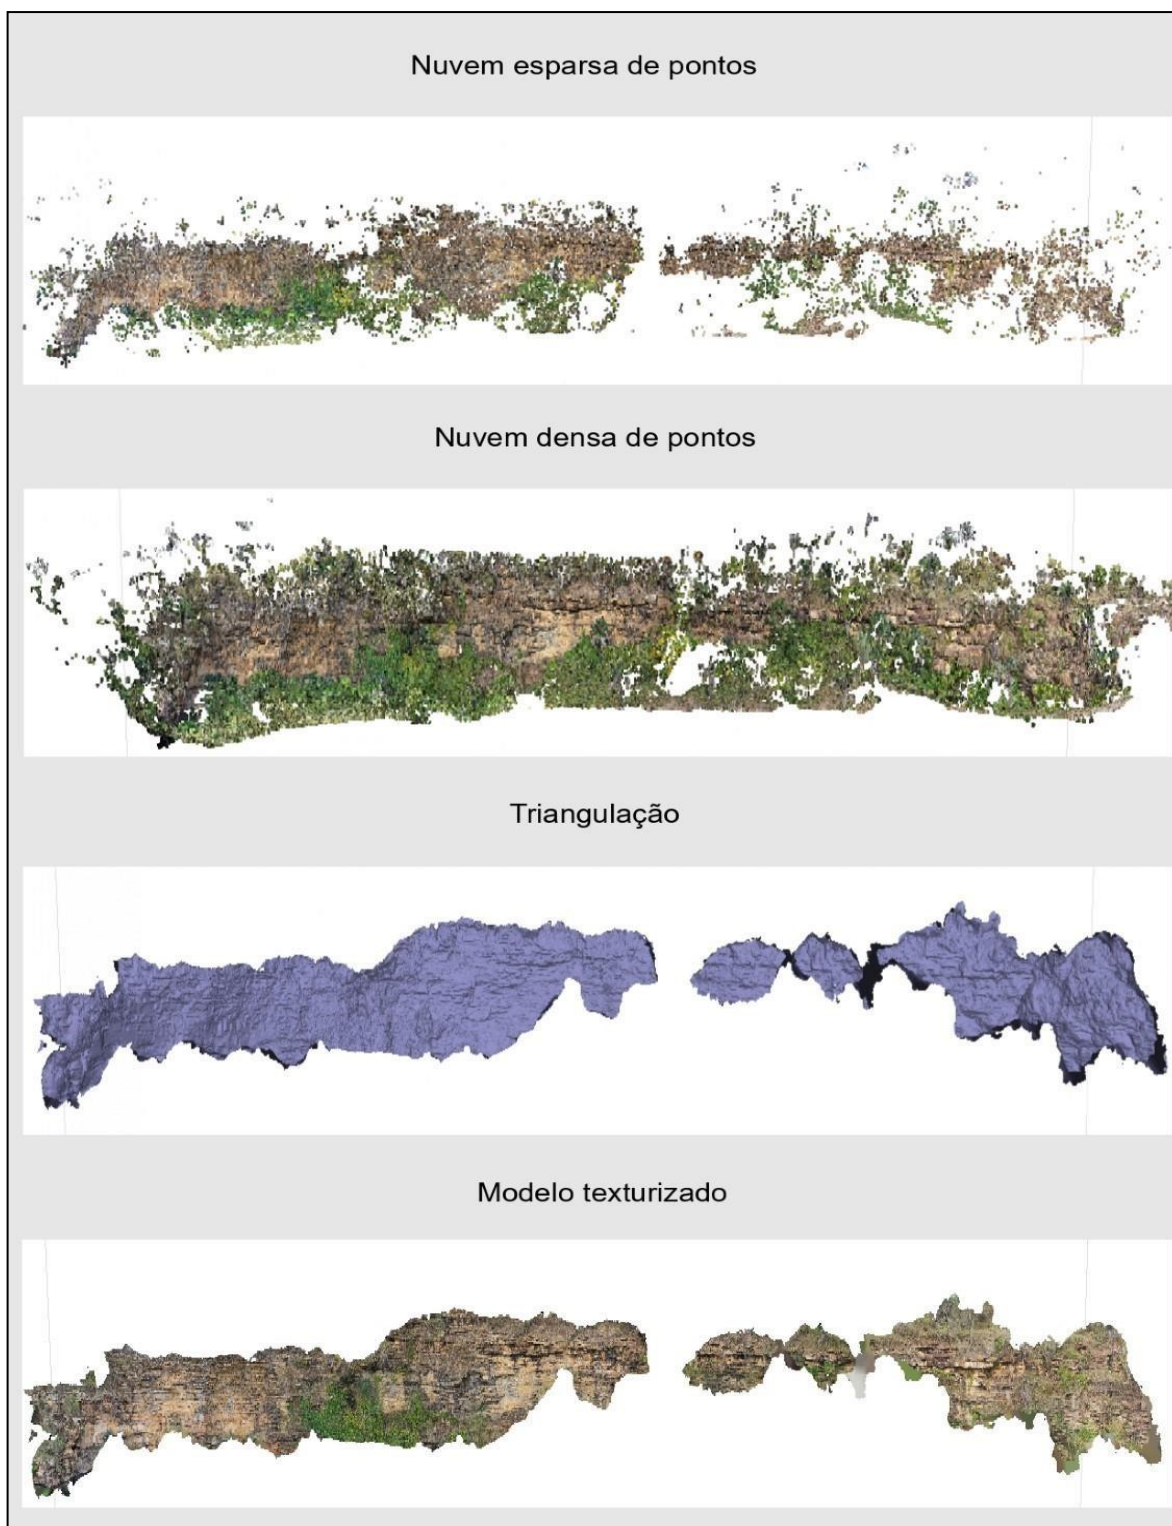 Nuvem esparsa de pontos
Nuvem densa de pontos
Triangulação
Modelo texturizado